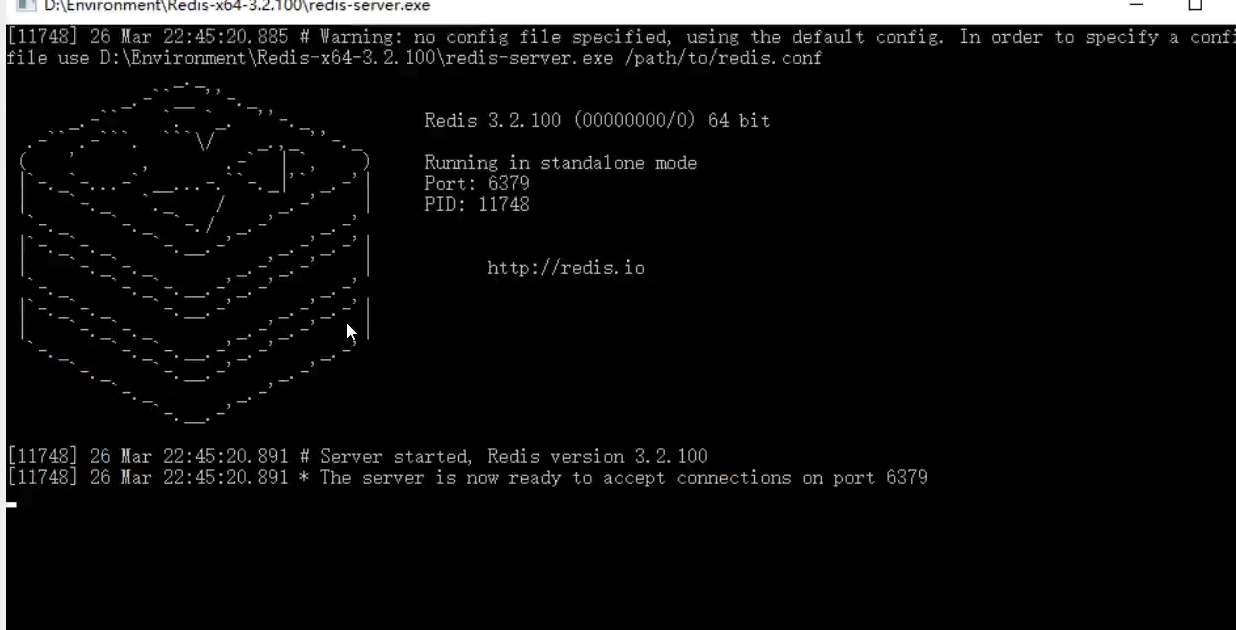 D:\Environment\Redis-x64-3.2.100\redis-server.exe
[11748] 26 Mar 22:45:20.885 # Warning: no config file specified, using the default config. In order to specify a confi
file use D:\Environment\Redis-x64-3.2.100\redis-server.exe /path/to/redis.conf
Redis 3.2.100 (00000000/0) 64 bit
Running in standalone mode
Port: 6379
PID: 11748
http://redis.io
[11748] 26 Mar 22:45:20.891 # Server started, Redis version 3.2.100
[11748] 26 Mar 22:45:20.891 * The server is now ready to accept connections on port 6379